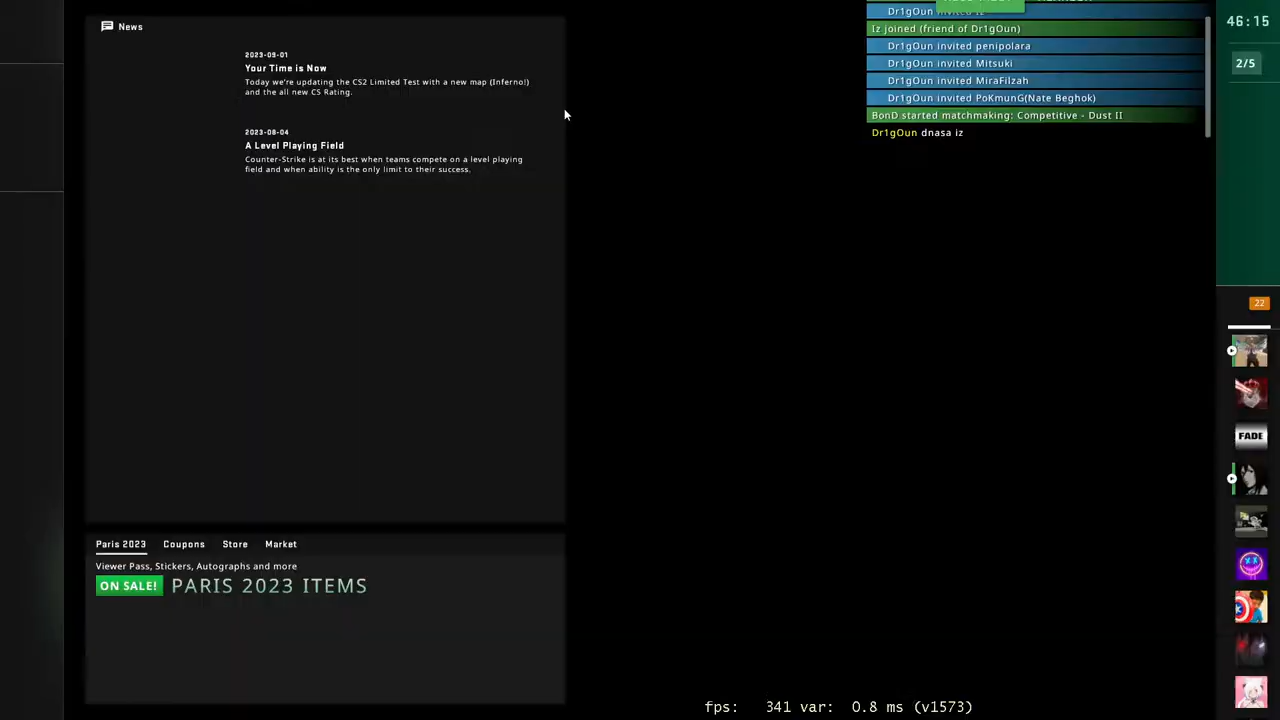 News
2023-09-01
Your Time is Now
Today we're updating the CS2 Limited Test with a new map (Inferno!)
and the all new CS Rating.
2023-08-04
A Level Playing Field
Counter-Strike is at its best when teams compete on a level playing
field and when ability is the only limit to their success.
Paris 2023 Coupons Store Market
Viewer Pass, Stickers, Autographs and more
ON SALE! PARIS 2023 ITEMS
Dr1gOun invited Iz
Iz joined (friend of Dr1gOun)
Dr1gOun invited penipolara
Dr1gOun invited Mitsuki
Dr1gOun invited MiraFilzah
Dr1gOun invited PoKmunG(Nate Beghok)
BonD started matchmaking: Competitive - Dust II
Dr1gOun dnasa iz
46:15
2/5
22
FADE
fps: 341 var: 0.8 ms (v1573)